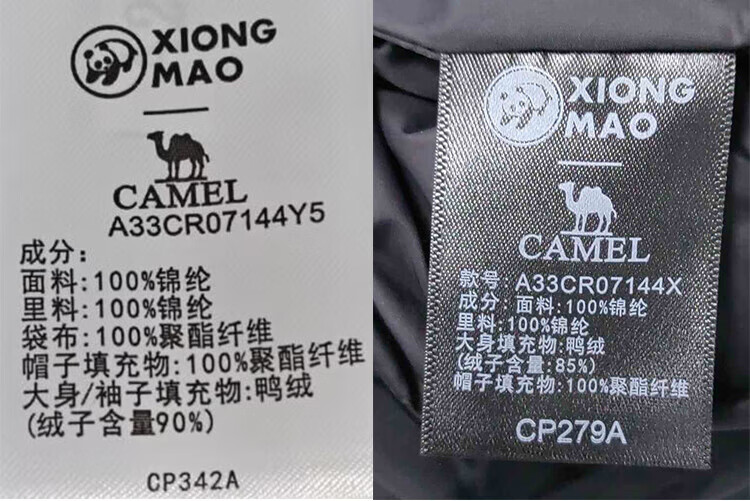 XIONG
MAO
CAMEL
A33CR07144Y5
成分：
面料:100%锦纶
里料:100%锦纶
袋布:100%聚酯纤维
帽子填充物:100%聚酯纤维
大身/袖子填充物:鸭绒
(绒子含量90%)
CP342A
XIONG
MAO
CAMEL
款号:A33CR07144X
成分:面料:100%锦纶
里料:100%锦纶
大身填充物:鸭绒
(绒子含量:85%)
帽子填充物:100%聚酯纤维
CP279A